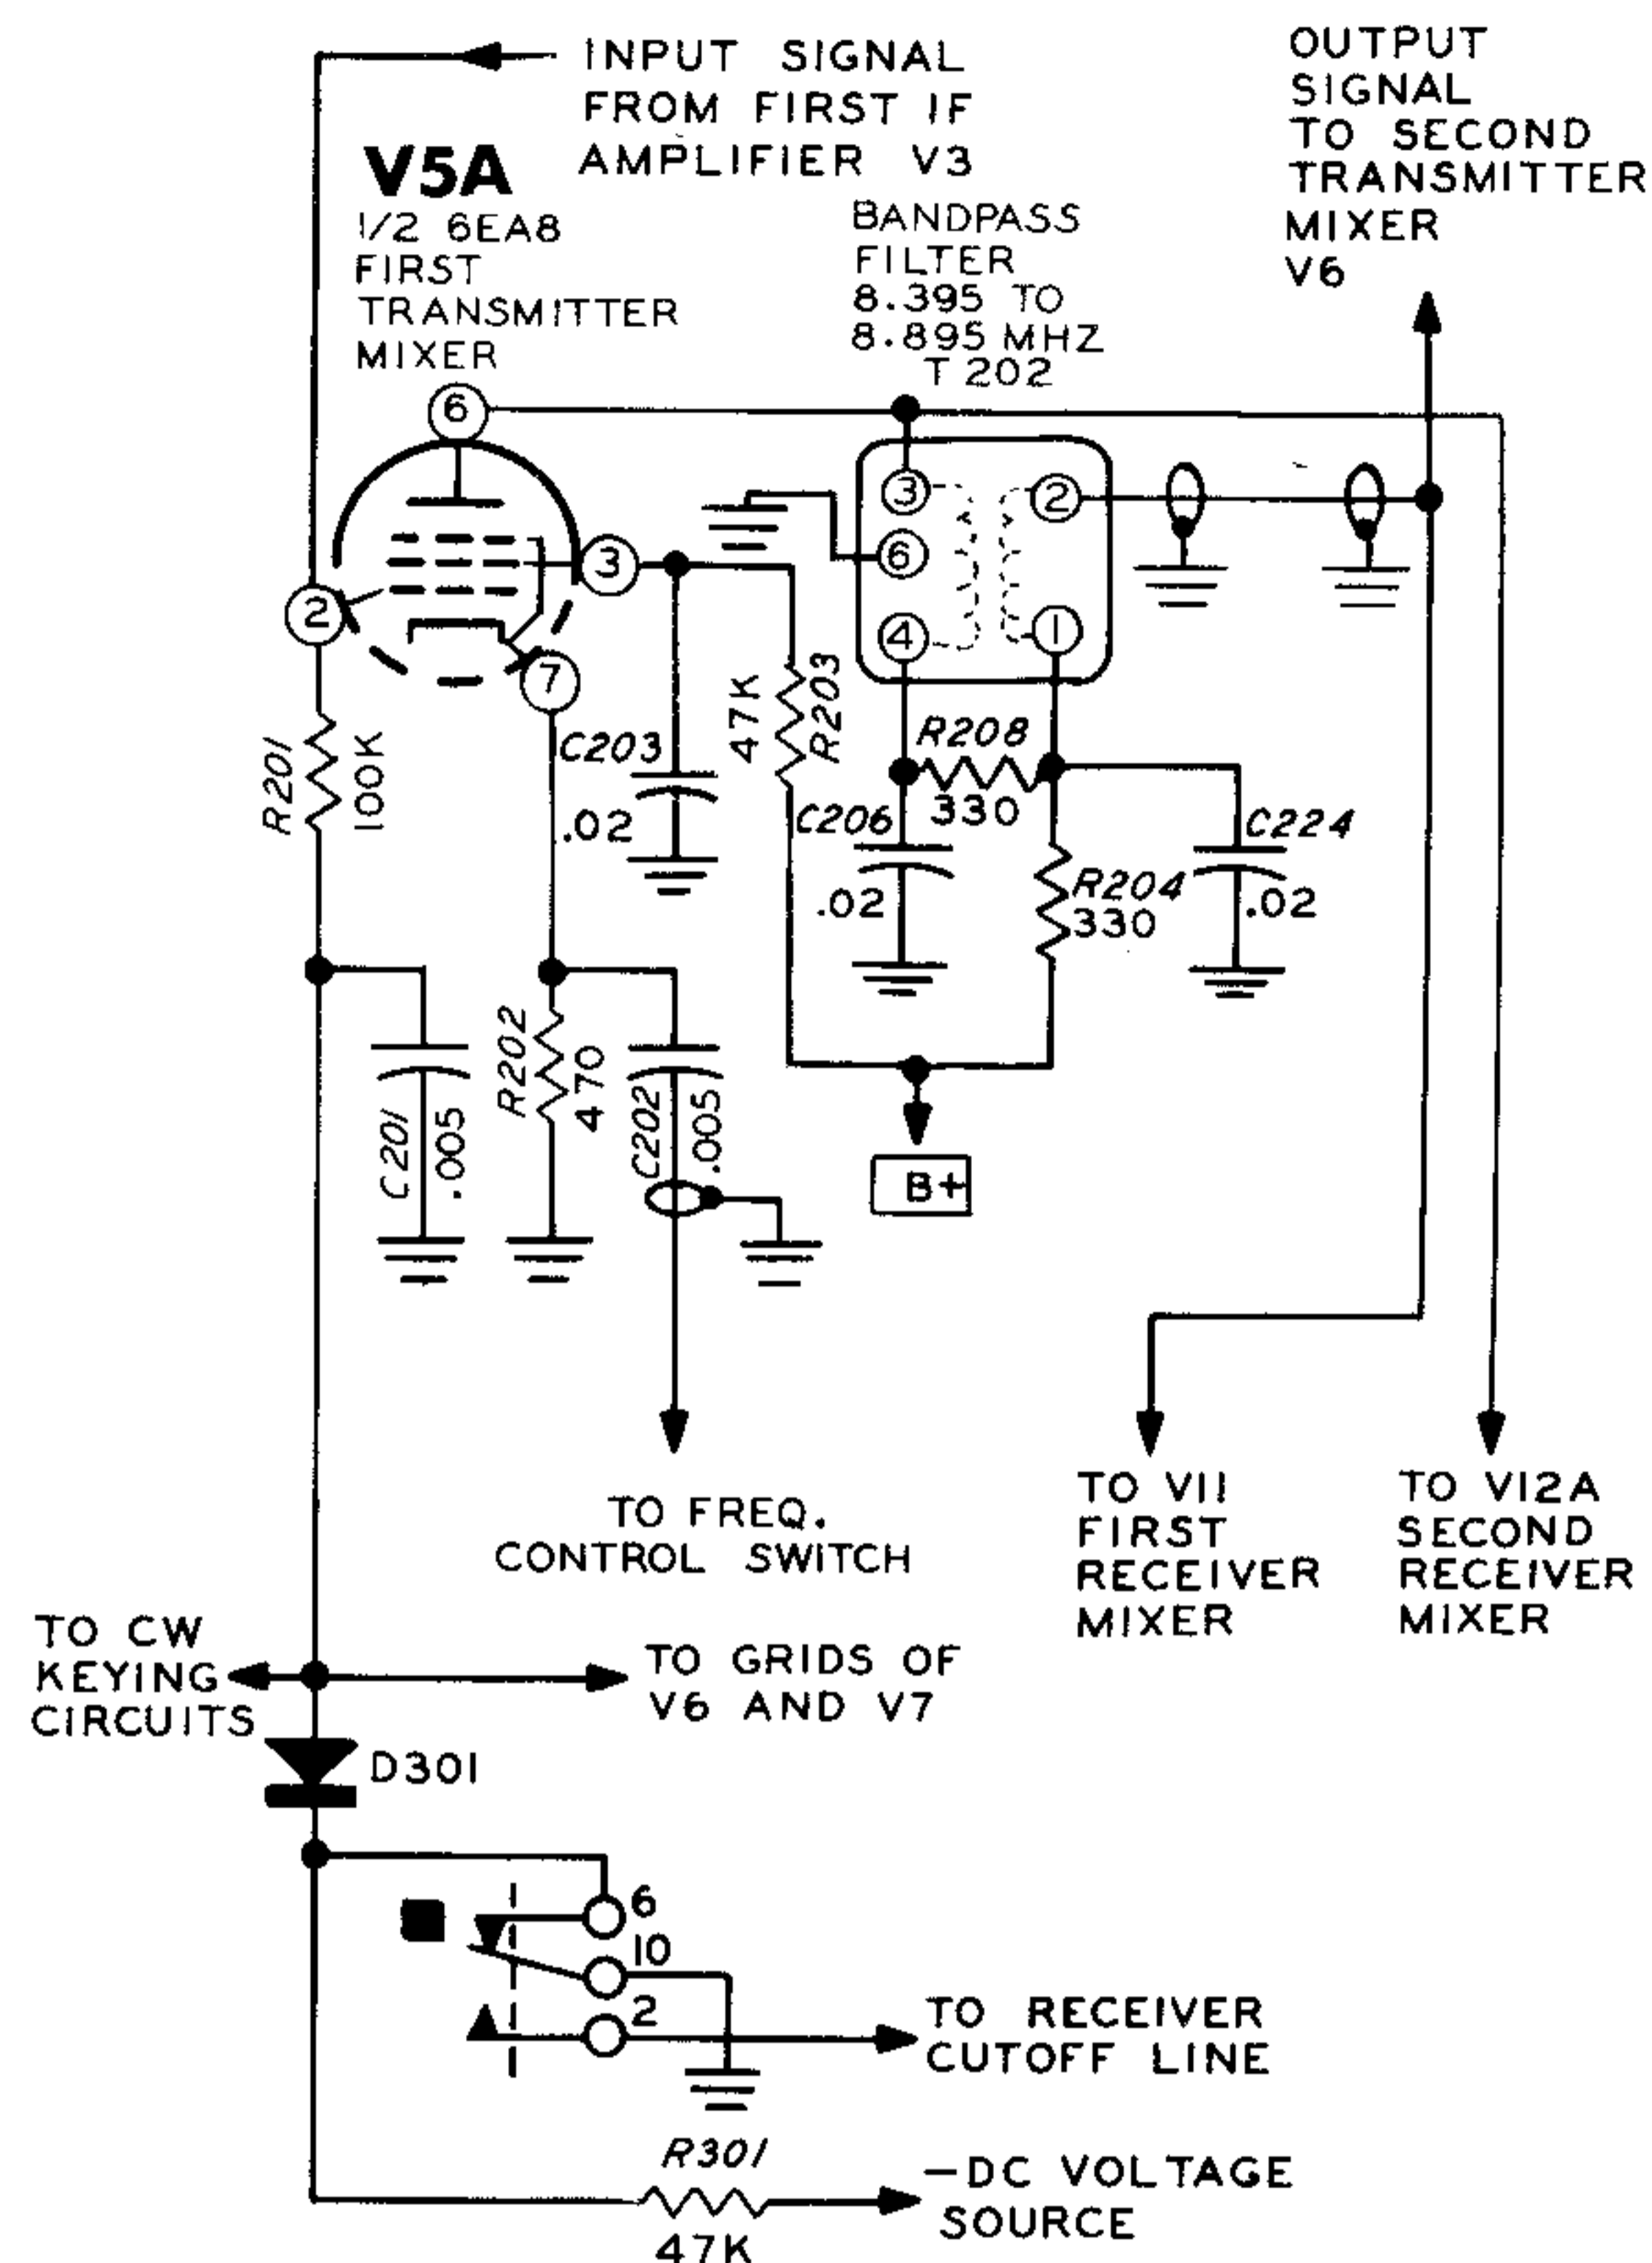 INPUT SIGNAL
FROM FIRST IF
AMPLIFIER V3
OUTPUT
SIGNAL
TO SECOND
TRANSMITTER
MIXER
V6
V5A
1/2 6EA8
FIRST
TRANSMITTER
MIXER
BANDPASS
FILTER
8.395 TO
8.895 MHZ
T 202
6
3
2
7
3
6
4
2
1
R201
100K
C203
.02
47K
R203
R208
330
C206
.02
R204
330
C224
.02
C201
.005
R202
470
C202
.005
B+
TO FREQ.
CONTROL SWITCH
TO V11
FIRST
RECEIVER
MIXER
TO V12A
SECOND
RECEIVER
MIXER
TO CW
KEYING
CIRCUITS
TO GRIDS OF
V6 AND V7
D301
6
10
2
TO RECEIVER
CUTOFF LINE
R301
47K
-DC VOLTAGE
SOURCE